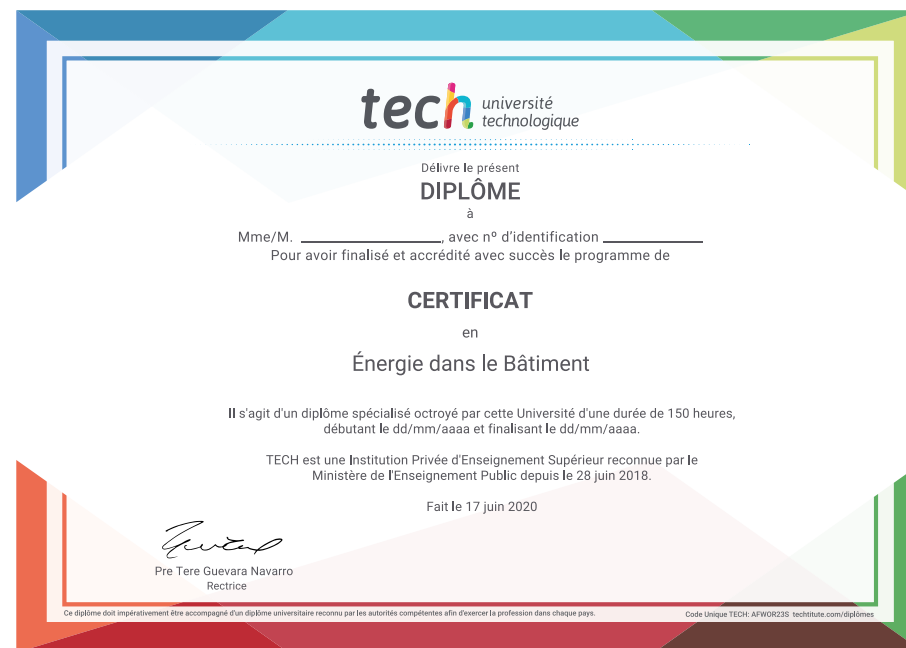 tech université
technologique
Délivre le présent
DIPLÔME
à
Mme/M. ____________________, avec nº d'identification ______________
Pour avoir finalisé et accrédité avec succès le programme de
CERTIFICAT
en
Énergie dans le Bâtiment
Il s'agit d'un diplôme spécialisé octroyé par cette Université d'une durée de 150 heures,
débutant le dd/mm/aaaa et finalisant le dd/mm/aaaa.
TECH est une Institution Privée d'Enseignement Supérieur reconnue par le
Ministère de l'Enseignement Public depuis le 28 juin 2018.
Fait le 17 juin 2020
Pre Tere Guevara Navarro
Rectrice
Ce diplôme doit impérativement être accompagné d'un diplôme universitaire reconnu par les autorités compétentes afin d'exercer la profession dans chaque pays.
Code Unique TECH: AFWOR23S techtitute.com/diplômes